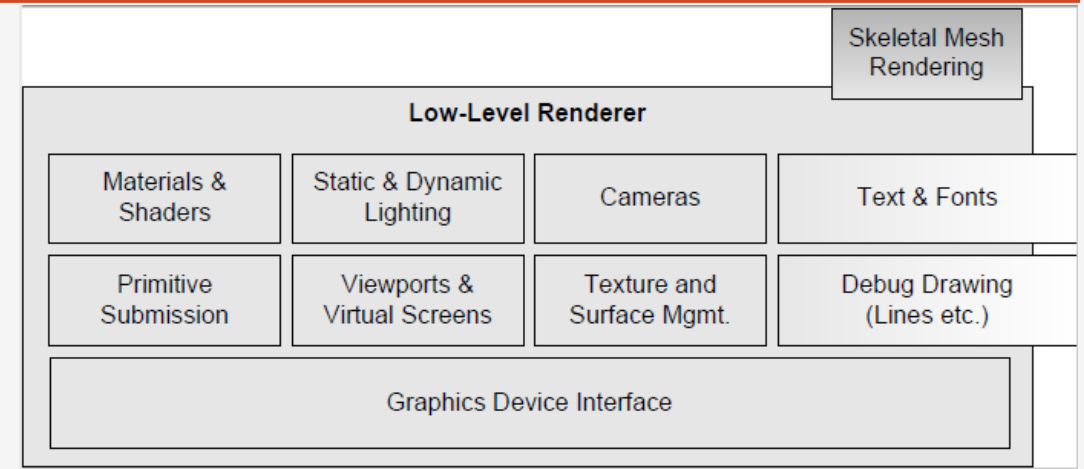 Skeletal Mesh
Rendering
Low-Level Renderer
Materials &
Shaders
Static & Dynamic
Lighting
Cameras
Text & Fonts
Primitive
Submission
Viewports &
Virtual Screens
Texture and
Surface Mgmt.
Debug Drawing
(Lines etc.)
Graphics Device Interface